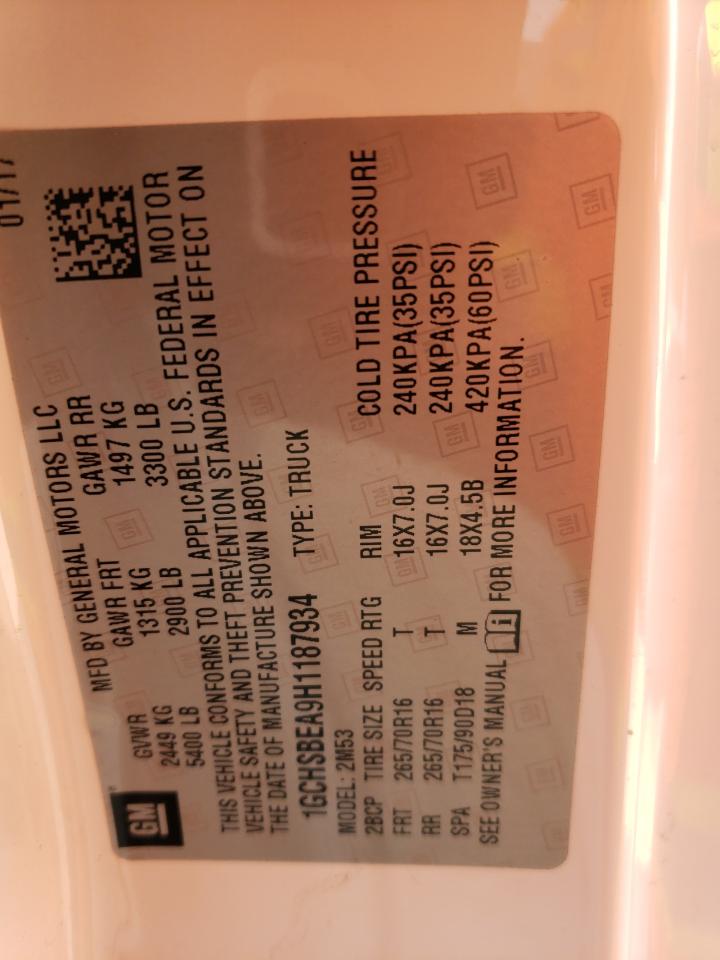 MFD BY GENERAL MOTORS LLC 01/17
GM
GVWR GAWR FRT GAWR RR
2449 KG 1315 KG 1497 KG
5400 LB 2900 LB 3300 LB
THIS VEHICLE CONFORMS TO ALL APPLICABLE U.S. FEDERAL MOTOR
VEHICLE SAFETY AND THEFT PREVENTION STANDARDS IN EFFECT ON
THE DATE OF MANUFACTURE SHOWN ABOVE.
1GCHSBEA9H1187934 TYPE: TRUCK
MODEL: 2M53
2BCP TIRE SIZE SPEED RTG RIM COLD TIRE PRESSURE
FRT 265/70R16 T 16X7.0J 240KPA(35PSI)
RR 265/70R16 T 16X7.0J 240KPA(35PSI)
SPA T175/90D18 M 18X4.5B 420KPA(60PSI)
SEE OWNER'S MANUAL FOR MORE INFORMATION.